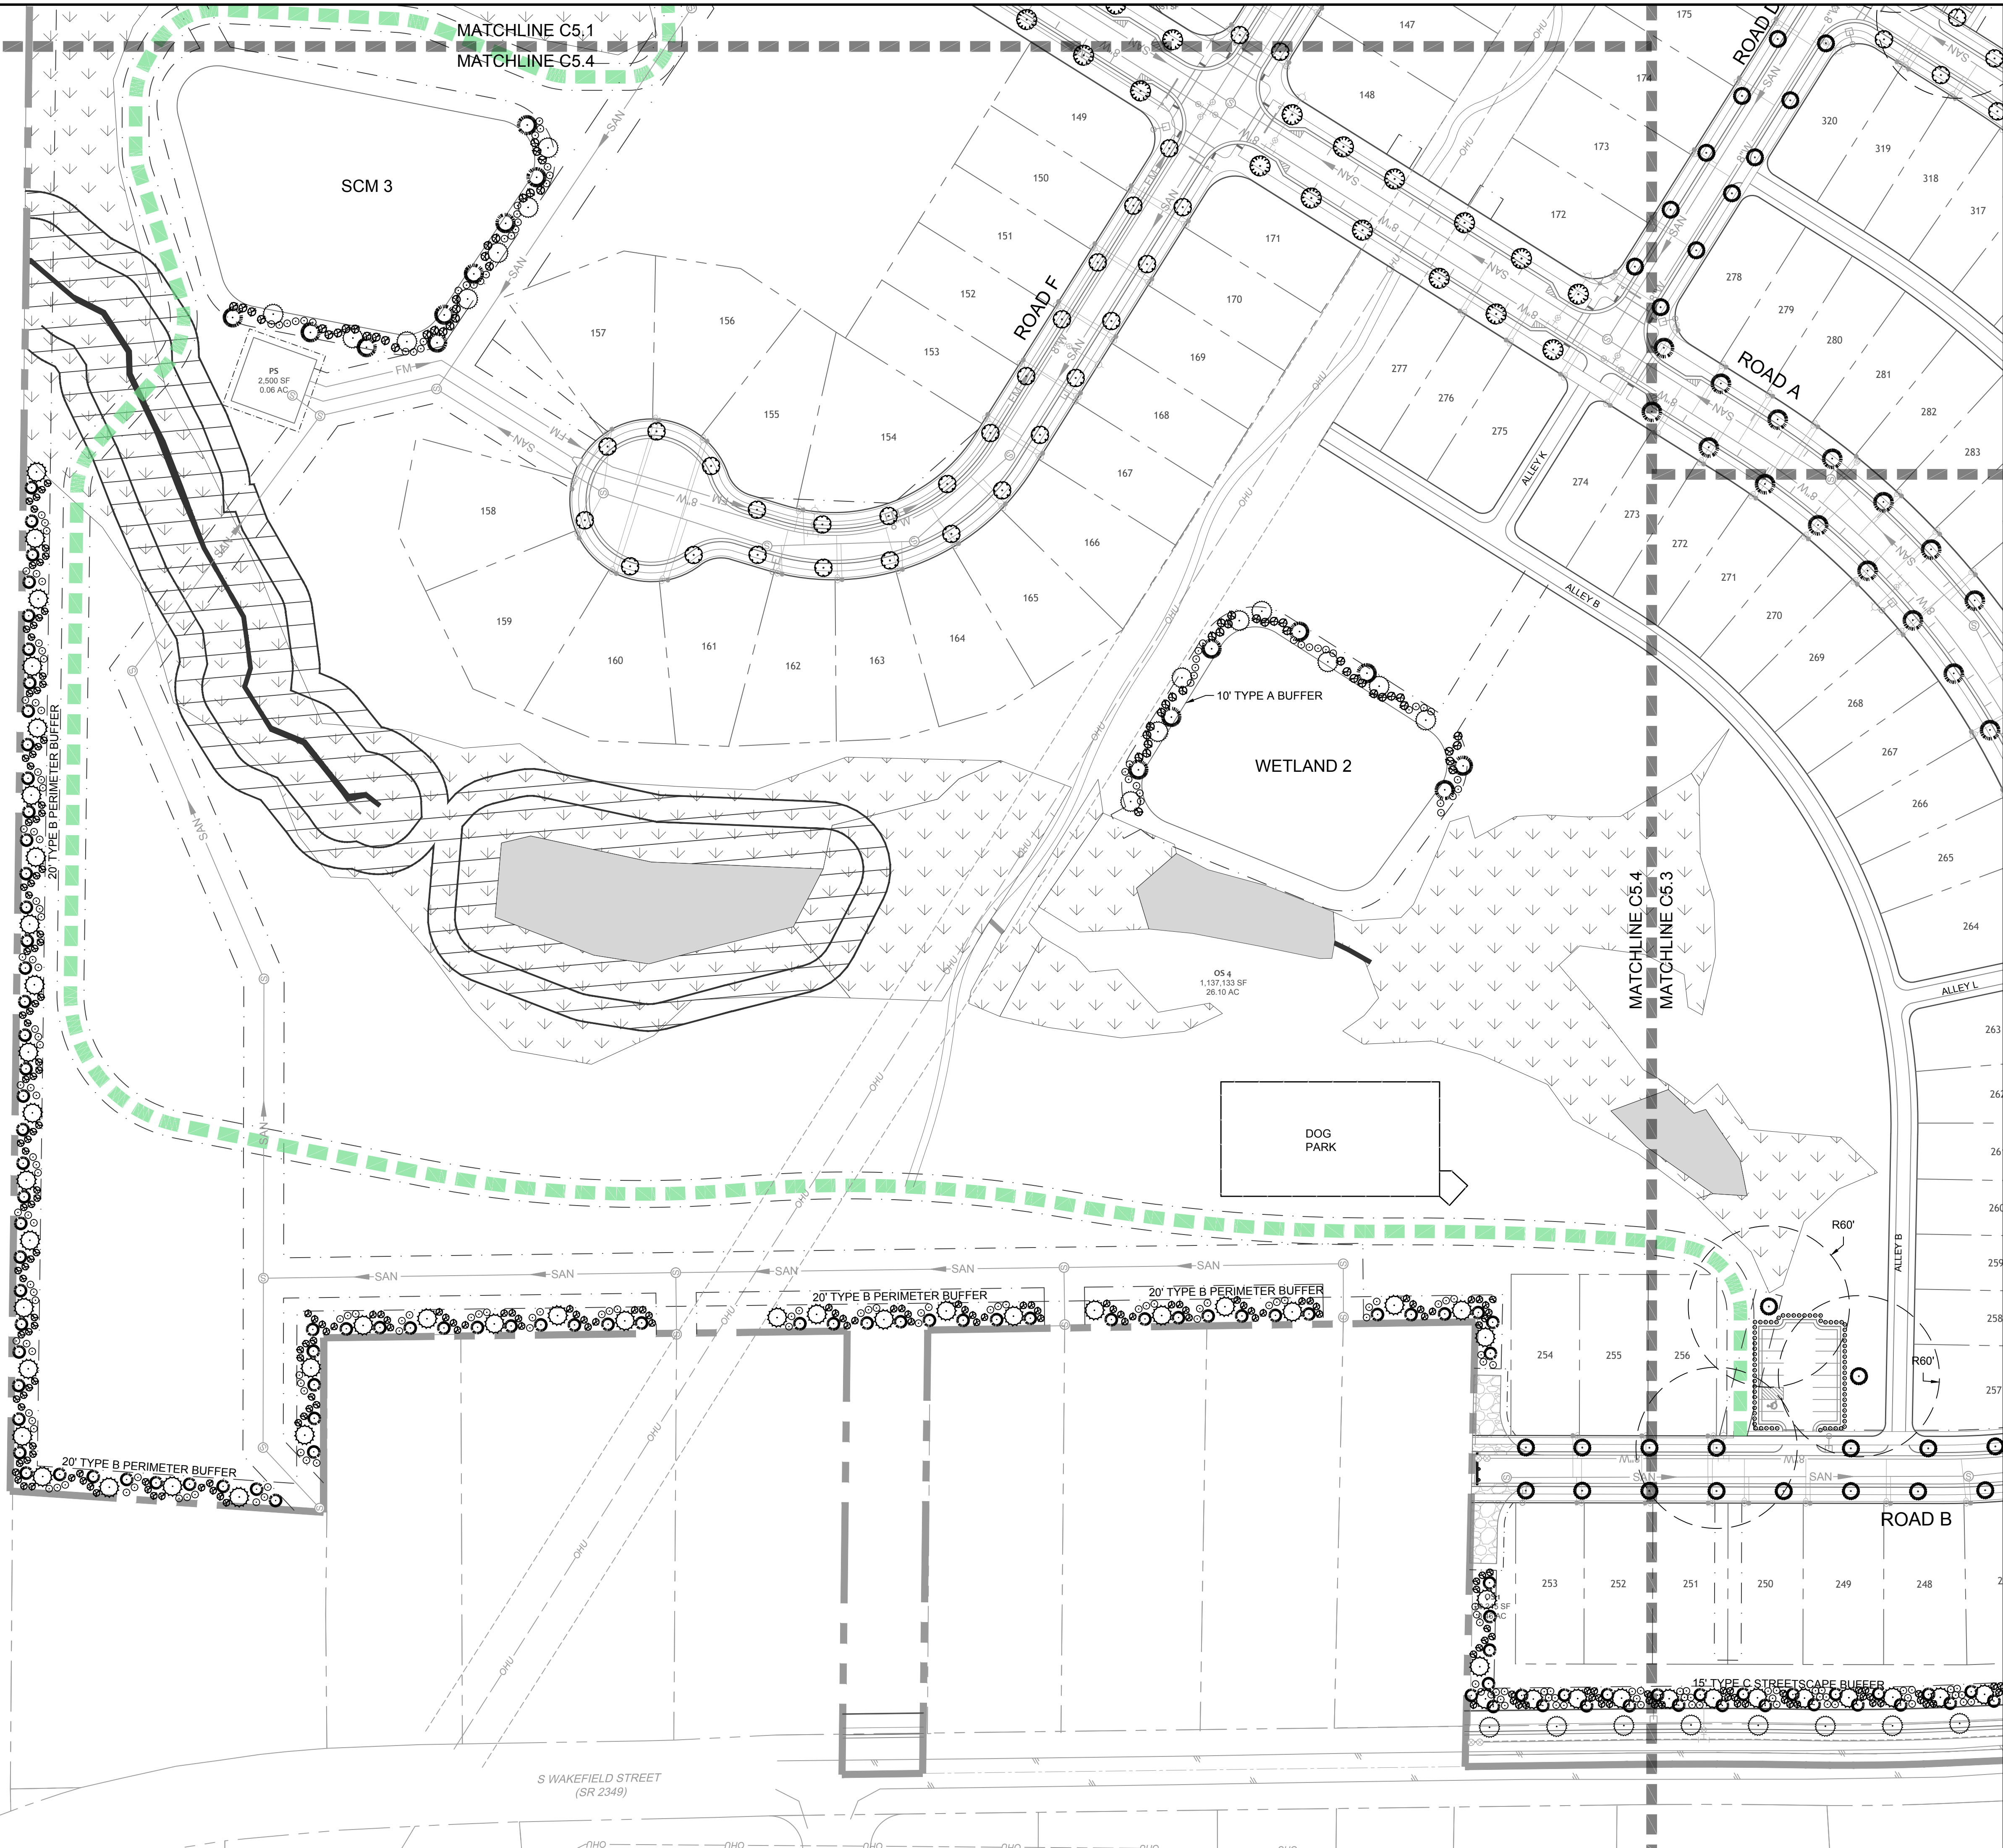 MATCHLINE C5.1
MATCHLINE C5.4
SCM 3
PS
2,500 SF
0.06 AC
FM
SAN
8"W
OHU
ROAD F
ROAD A
ROAD B
147
148
149
150
151
152
153
154
155
156
157
158
159
160
161
162
163
164
165
166
167
168
169
170
171
172
173
174
175
320
319
318
317
278
279
280
281
282
283
277
276
275
274
273
272
271
270
269
268
267
266
265
264
263
261
260
259
258
257
ALLEY K
ALLEY B
ALLEY L
ALLEY B
10' TYPE A BUFFER
WETLAND 2
MATCHLINE C5.4
MATCHLINE C5.3
OS 4
1,137,133 SF
26.10 AC
DOG
PARK
R60'
R60'
20' TYPE B PERIMETER BUFFER
20' TYPE B PERIMETER BUFFER
20' TYPE B PERIMETER BUFFER
20' TYPE B PERIMETER BUFFER
254
255
256
253
252
251
250
249
248
15' TYPE C STREETSCAPE BUFFER
S WAKEFIELD STREET
(SR 2349)